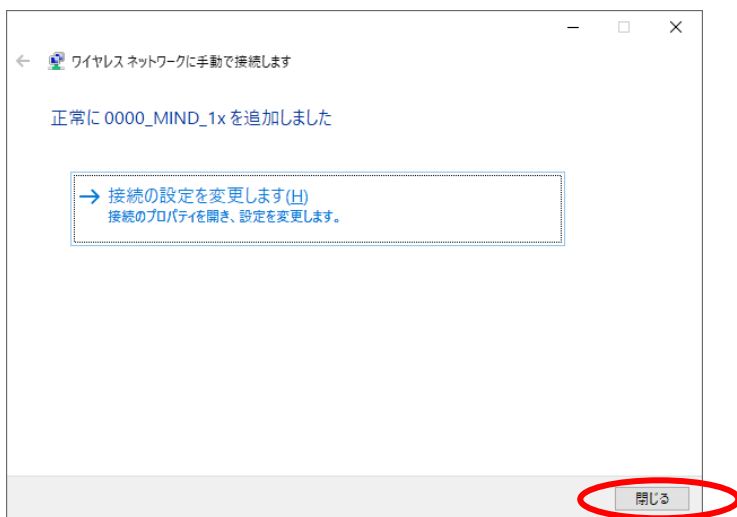 ワイヤレス ネットワークに手動で接続します
正常に 0000_MIND_1x を追加しました
→ 接続の設定を変更します(H)
接続のプロパティを開き、設定を変更します。
閉じる